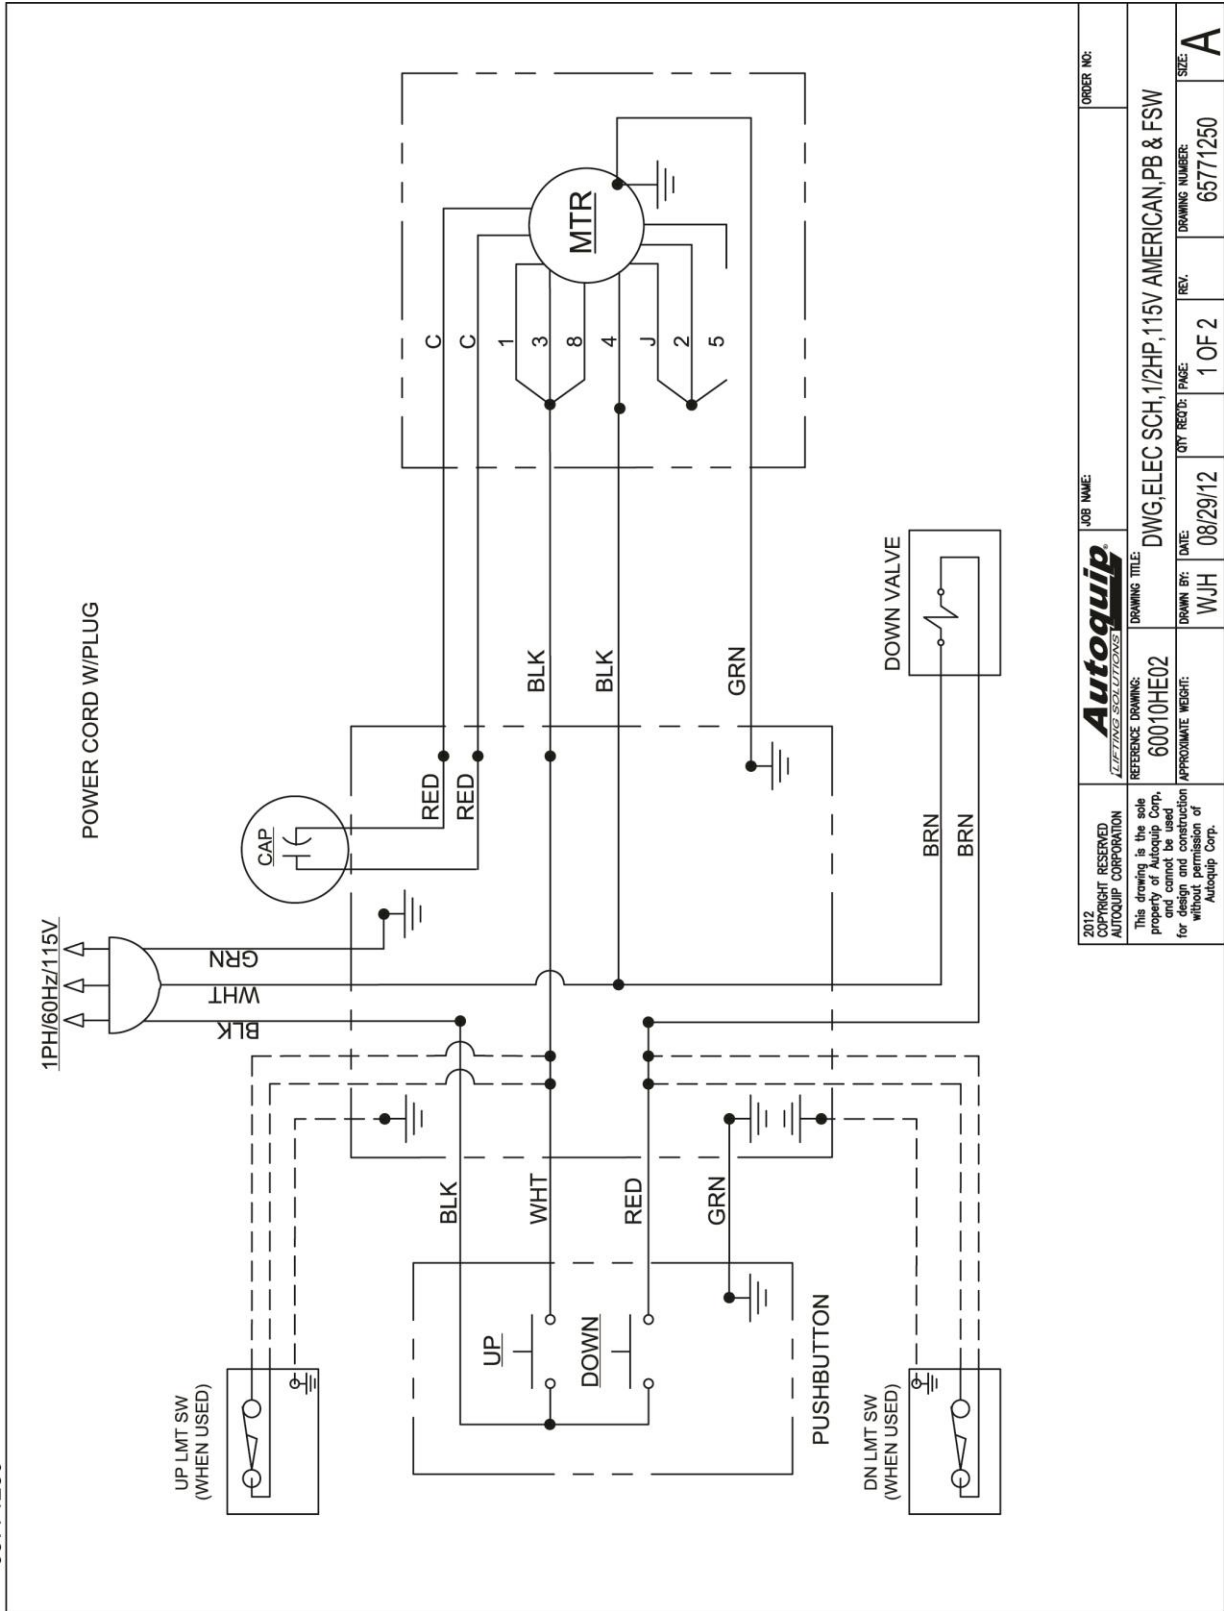 POWER CORD W/PLUG
1PH/60Hz/115V
BLK
WHT
GRN
CAP
RED
RED
C
C
1
3
8
4
J
2
5
MTR
BLK
BLK
GRN
UP LMT SW
(WHEN USED)
BLK
WHT
RED
GRN
UP
DOWN
PUSHBUTTON
DN LMT SW
(WHEN USED)
DOWN VALVE
BRN
BRN
2012
COPYRIGHT RESERVED
AUTOQUIP CORPORATION
This drawing is the sole
property of Autoquip Corp,
and cannot be used
for design and construction
without permission of
Autoquip Corp.
Autoquip®
LIFTING SOLUTIONS
JOB NAME:
ORDER NO:
REFERENCE DRAWING:
60010HE02
DRAWING TITLE:
DWG,ELEC SCH,1/2HP,115V AMERICAN,PB & FSW
APPROXIMATE WEIGHT:
DRAWN BY:
WJH
DATE:
08/29/12
QTY REQ'D:
PAGE:
1 OF 2
REV.
DRAWING NUMBER:
65771250
SIZE:
A